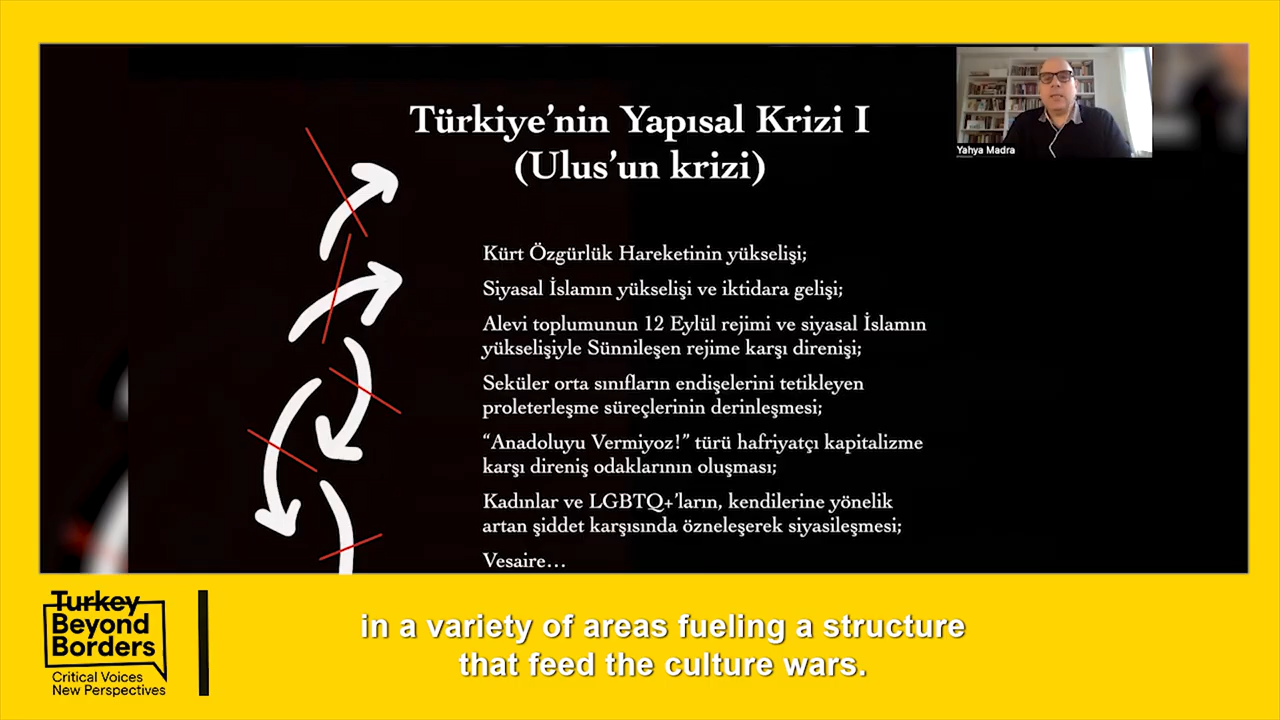 Türkiye’nin Yapısal Krizi I
(Ulus’un krizi)
Yahya Madra
Kürt Özgürlük Hareketinin yükselişi;
Siyasal İslamın yükselişi ve iktidara gelişi;
Alevi toplumunun 12 Eylül rejimi ve siyasal İslamın
yükselişiyle Sünnileşen rejime karşı direnişi;
Seküler orta sınıfların endişelerini tetikleyen
proleterleşme süreçlerinin derinleşmesi;
“Anadoluyu Vermiyoz!” türü hafriyatçı kapitalizme
karşı direniş odaklarının oluşması;
Kadınlar ve LGBTQ+’ların, kendilerine yönelik
artan şiddet karşısında özneleşerek siyasileşmesi;
Vesaire…
Turkey
Beyond
Borders
Critical Voices
New Perspectives
in a variety of areas fueling a structure
that feed the culture wars.